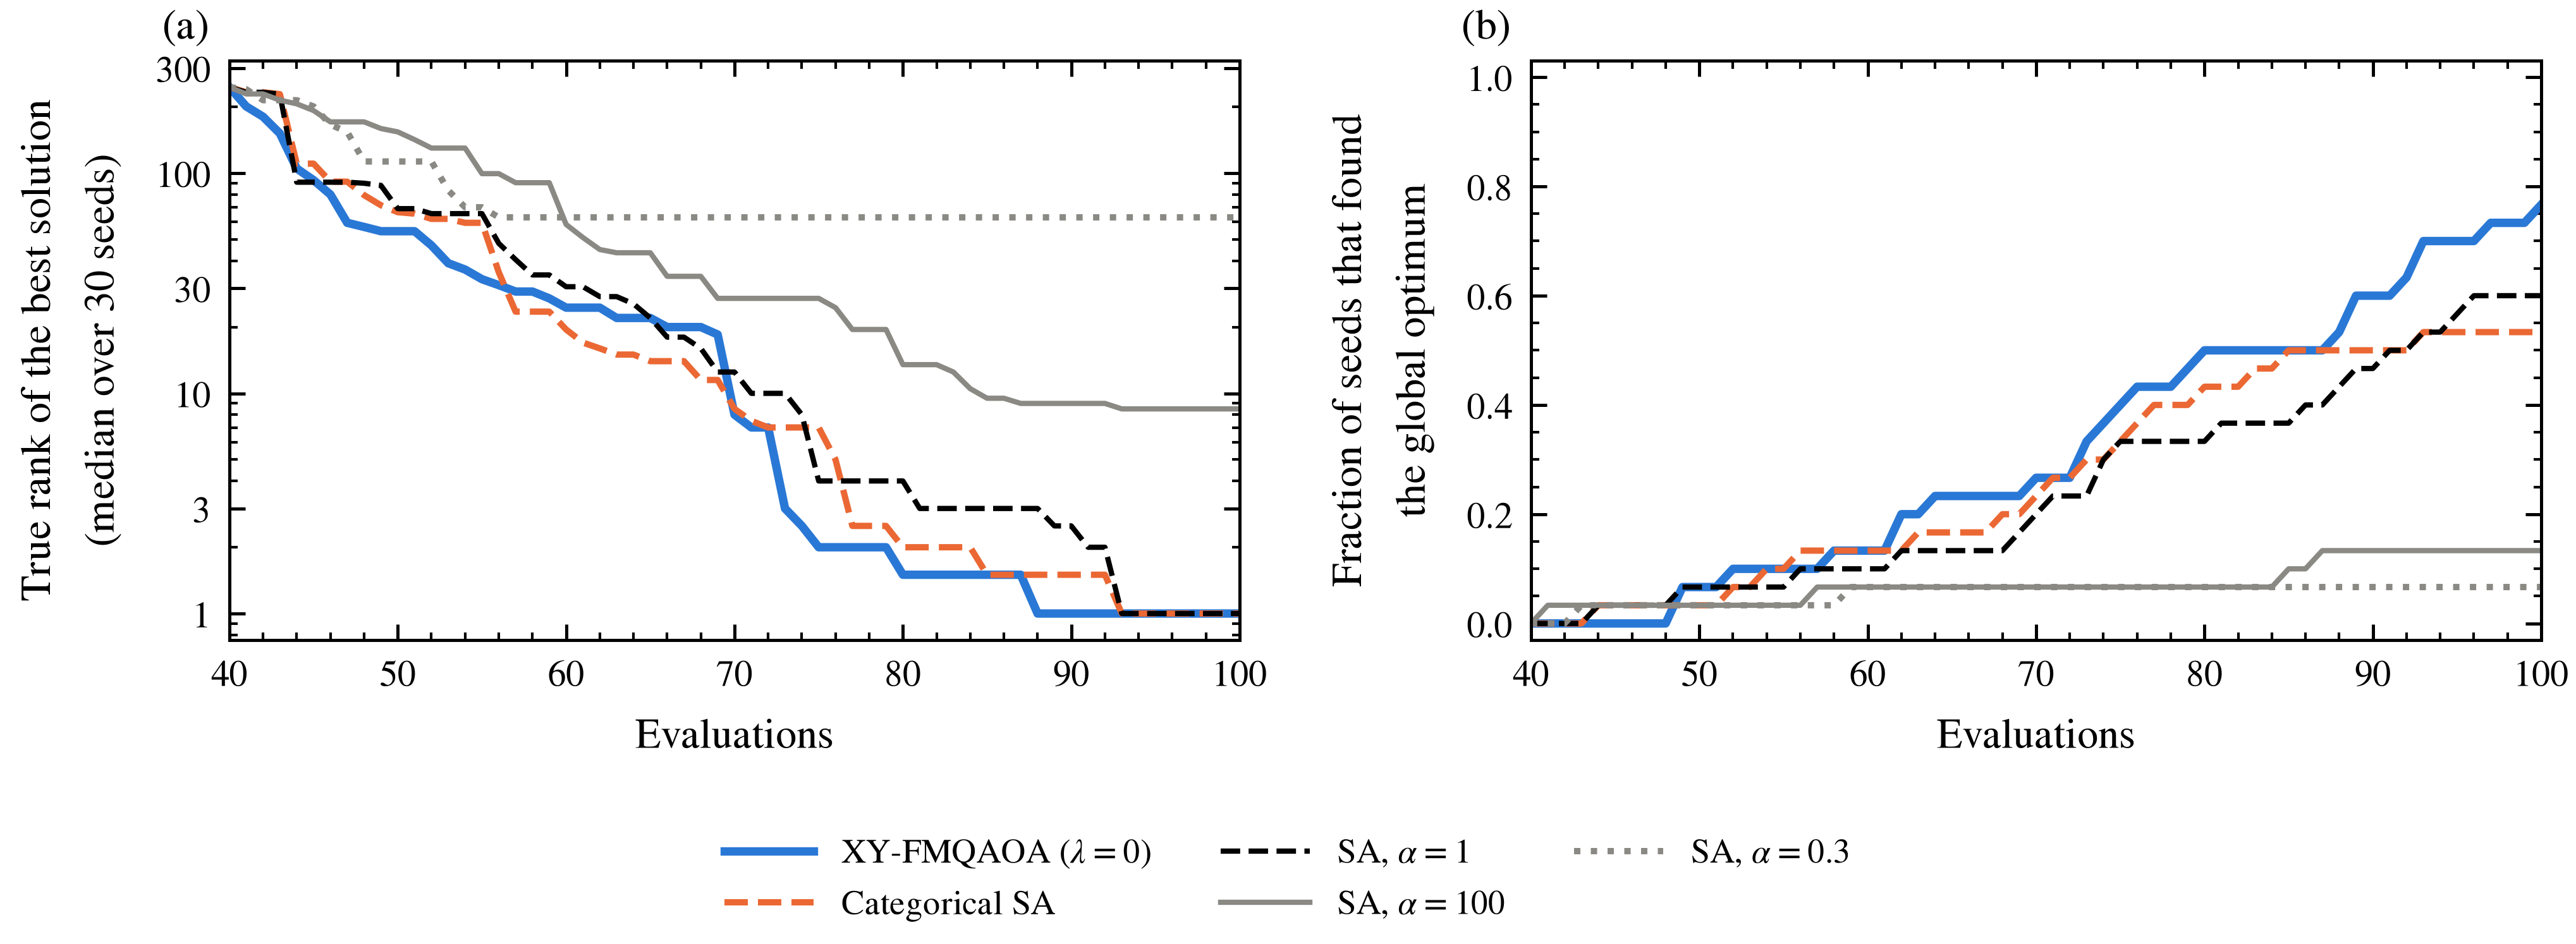 (a)
True rank of the best solution
(median over 30 seeds)
300
100
30
10
3
1
40 50 60 70 80 90 100
Evaluations
(b)
Fraction of seeds that found
the global optimum
1.0
0.8
0.6
0.4
0.2
0.0
40 50 60 70 80 90 100
Evaluations
XY-FMQAOA (λ = 0)
Categorical SA
SA, α = 1
SA, α = 100
SA, α = 0.3